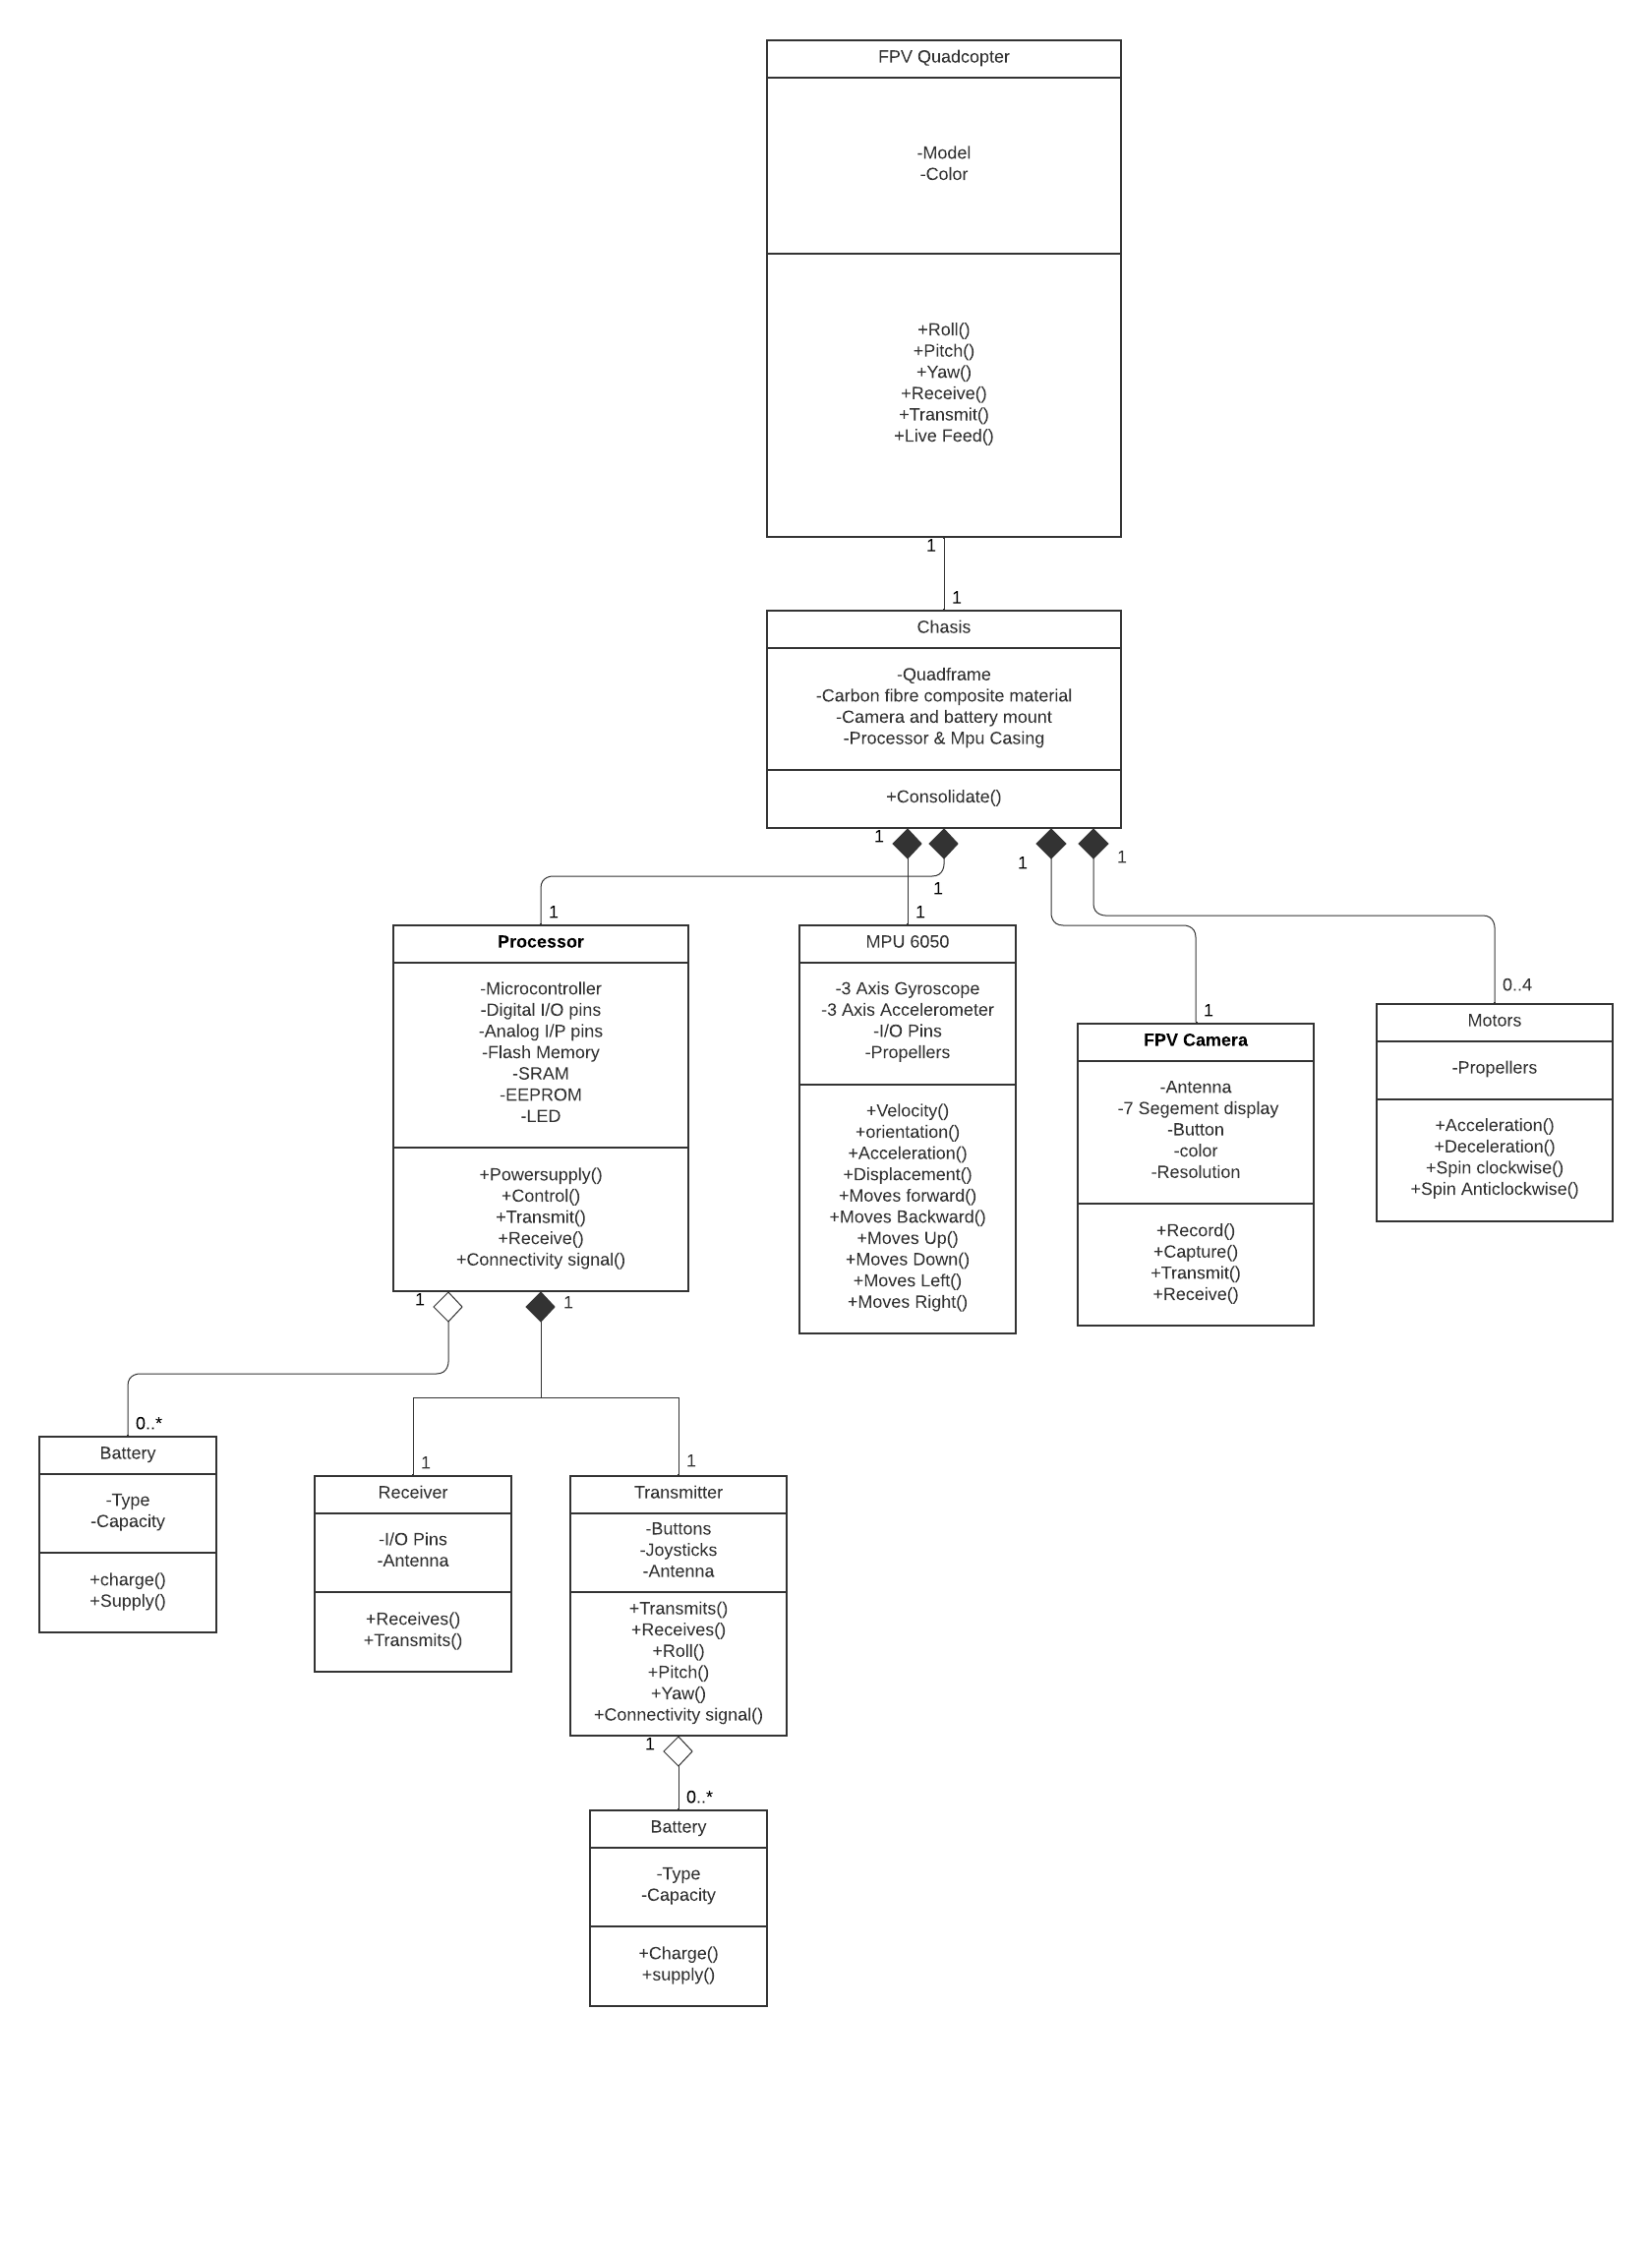 FPV Quadcopter
-Model
-Color
+Roll()
+Pitch()
+Yaw()
+Receive()
+Transmit()
+Live Feed()
1
1
Chasis
-Quadframe
-Carbon fibre composite material
-Camera and battery mount
-Processor & Mpu Casing
+Consolidate()
1
1
1
1
1
1
Processor
-Microcontroller
-Digital I/O pins
-Analog I/P pins
-Flash Memory
-SRAM
-EEPROM
-LED
+Powersupply()
+Control()
+Transmit()
+Receive()
+Connectivity signal()
MPU 6050
-3 Axis Gyroscope
-3 Axis Accelerometer
-I/O Pins
-Propellers
+Velocity()
+orientation()
+Acceleration()
+Displacement()
+Moves forward()
+Moves Backward()
+Moves Up()
+Moves Down()
+Moves Left()
+Moves Right()
1
FPV Camera
-Antenna
-7 Segement display
-Button
-color
-Resolution
+Record()
+Capture()
+Transmit()
+Receive()
0..4
Motors
-Propellers
+Acceleration()
+Deceleration()
+Spin clockwise()
+Spin Anticlockwise()
1
1
0..*
Battery
-Type
-Capacity
+charge()
+Supply()
1
Receiver
-I/O Pins
-Antenna
+Receives()
+Transmits()
1
Transmitter
-Buttons
-Joysticks
-Antenna
+Transmits()
+Receives()
+Roll()
+Pitch()
+Yaw()
+Connectivity signal()
1
0..*
Battery
-Type
-Capacity
+Charge()
+supply()